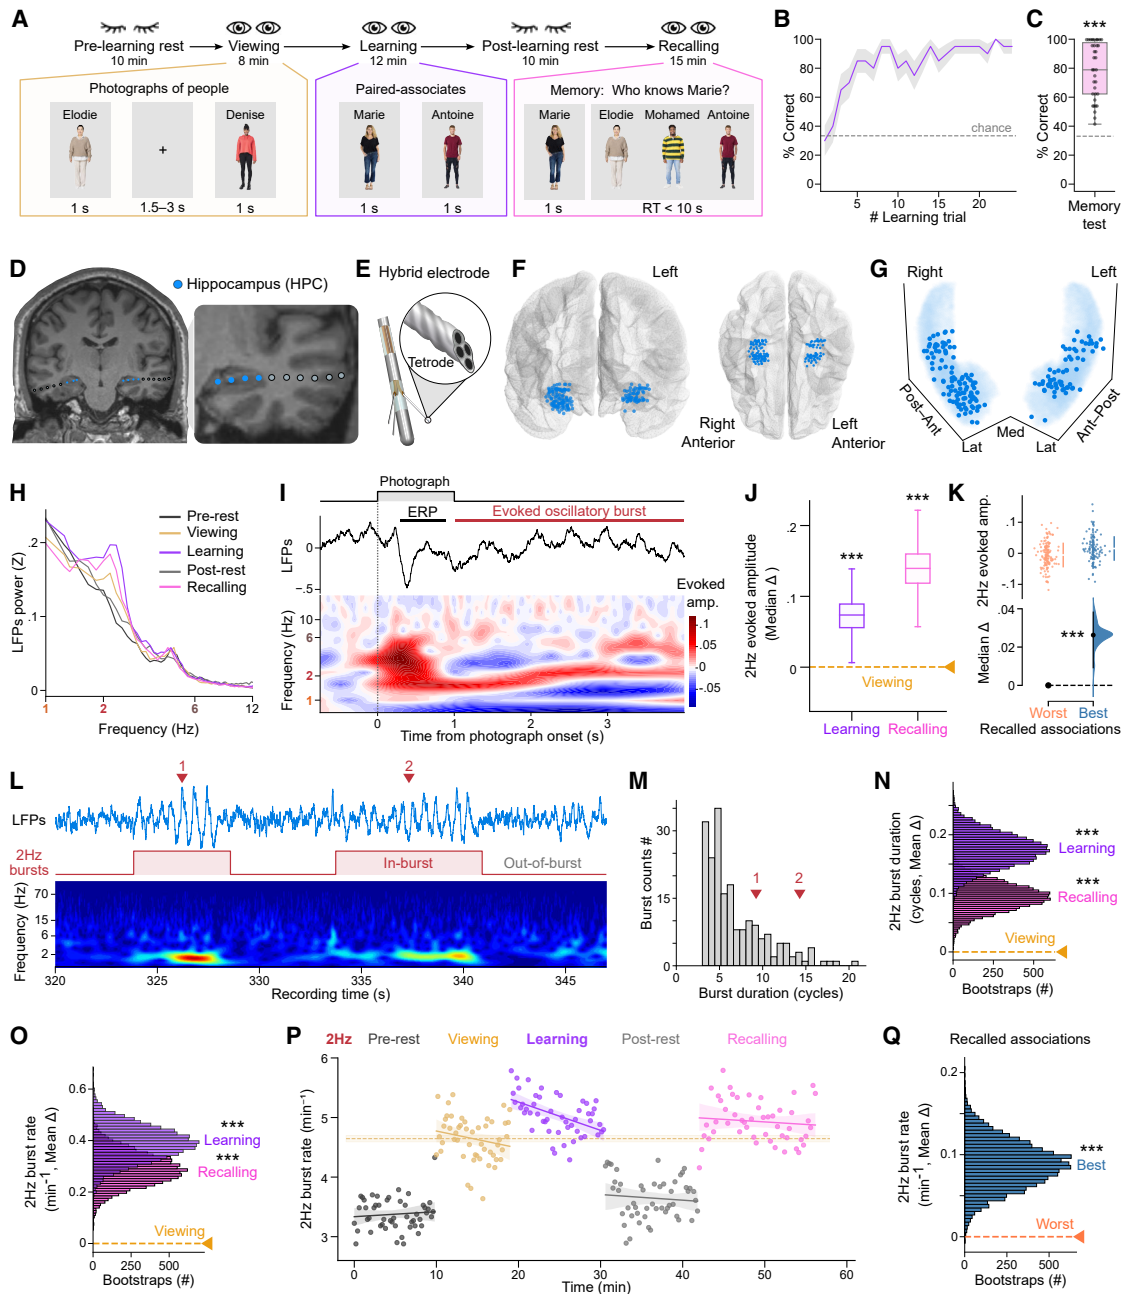 A
Pre-learning rest
Viewing
Learning
Post-learning rest
Recalling
10 min
8 min
12 min
10 min
15 min
Photographs of people
Elodie
Denise
+
1 s
1.5–3 s
1 s
Paired-associates
Marie
Antoine
1 s
1 s
Memory: Who knows Marie?
Marie
Elodie
Mohamed
Antoine
1 s
RT < 10 s
B
% Correct
100
80
60
40
20
0
chance
5
10
15
20
# Learning trial
C
***
% Correct
100
80
60
40
20
0
Memory
test
D
Hippocampus (HPC)
E
Hybrid electrode
Tetrode
F
Left
Right
Anterior
Left
Anterior
G
Right
Left
Post–Ant
Ant–Post
Med
Lat
Lat
H
LFPs power (Z)
.2
.1
0
Pre-rest
Viewing
Learning
Post-rest
Recalling
1
2
6
12
Frequency (Hz)
I
Photograph
ERP
Evoked oscillatory burst
LFPs
0
-.5
Frequency (Hz)
10
6
2
1
0
1
2
3
Time from photograph onset (s)
Evoked
amp.
.1
.05
0
-.05
J
2Hz evoked amplitude
(Median Δ)
.2
.1
0
***
***
Viewing
Learning
Recalling
K
2Hz evoked amp.
.1
0
-.1
Median Δ
.04
.02
0
***
Worst
Best
Recalled associations
L
1
2
LFPs
2Hz
bursts
In-burst
Out-of-burst
Frequency (Hz)
70
15
6
2
320
325
330
335
340
345
Recording time (s)
M
Burst counts #
30
15
0
1
2
0
5
10
15
20
Burst duration (cycles)
N
2Hz burst duration
(cycles, Mean Δ)
0.2
0.1
0
***
Learning
***
Recalling
Viewing
0
250
500
Bootstraps (#)
O
2Hz burst rate
(min⁻¹, Mean Δ)
0.6
0.4
0.2
0
***
Learning
***
Recalling
Viewing
0
500
Bootstraps (#)
P
2Hz
Pre-rest
Viewing
Learning
Post-rest
Recalling
2Hz burst rate (min⁻¹)
6
5
4
3
0
10
20
30
40
50
60
Time (min)
Q
Recalled associations
2Hz burst rate
(min⁻¹, Mean Δ)
0.2
0.1
0
***
Best
Worst
0
250
500
Bootstraps (#)